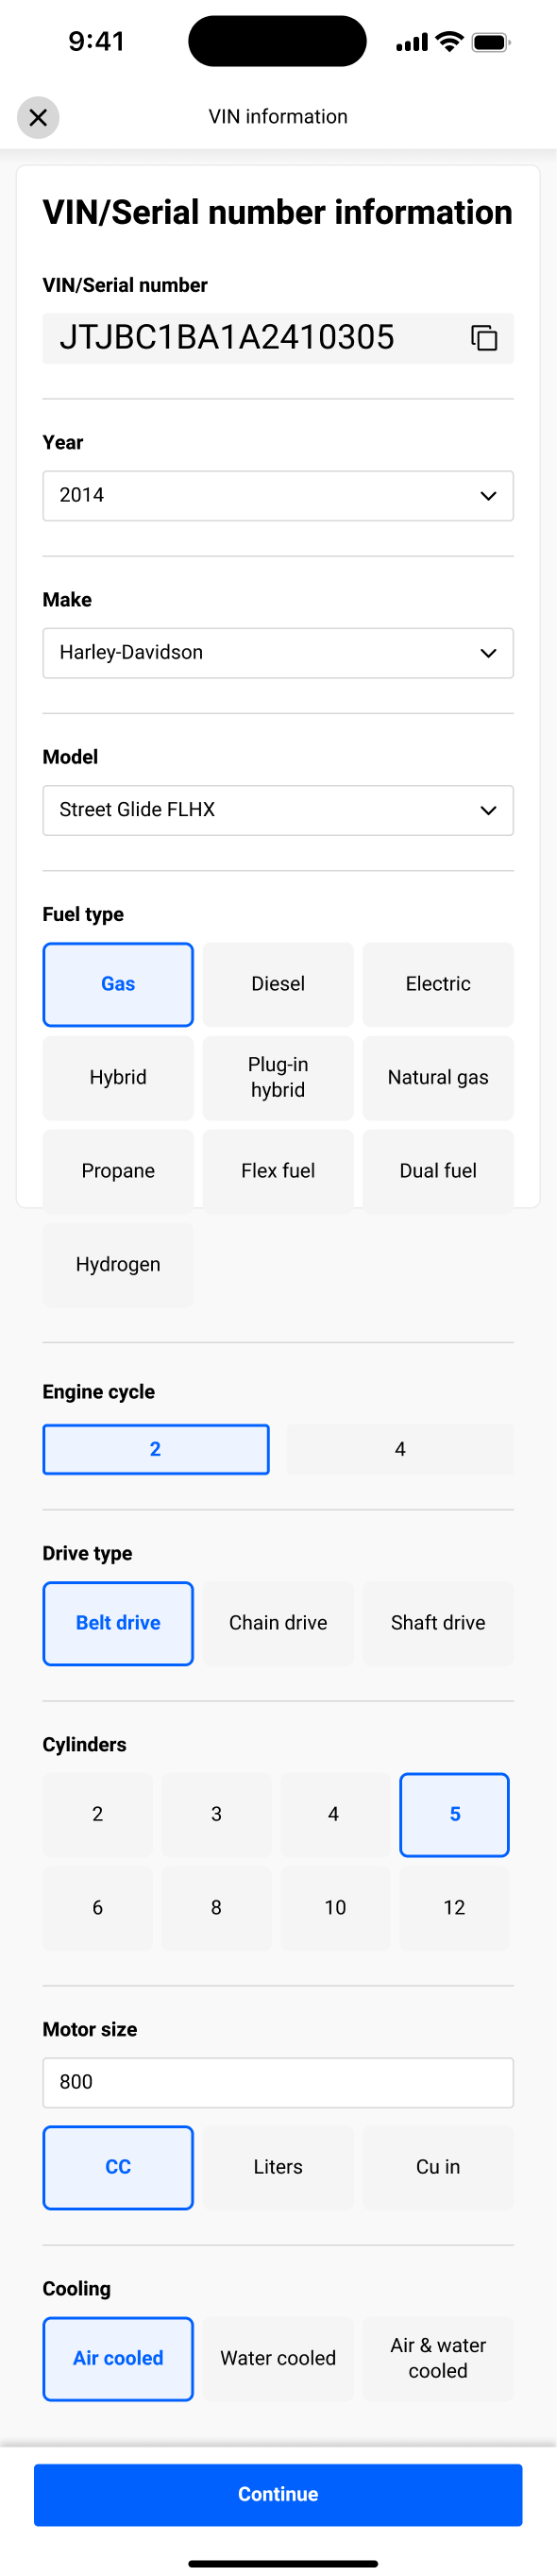 9:41
VIN information
VIN/Serial number information
VIN/Serial number
JTJBC1BA1A2410305
Year
2014
Make
Harley-Davidson
Model
Street Glide FLHX
Fuel type
Gas
Diesel
Electric
Hybrid
Plug-in
hybrid
Natural gas
Propane
Flex fuel
Dual fuel
Hydrogen
Engine cycle
2
4
Drive type
Belt drive
Chain drive
Shaft drive
Cylinders
2
3
4
5
6
8
10
12
Motor size
800
CC
Liters
Cu in
Cooling
Air cooled
Water cooled
Air & water
cooled
Continue